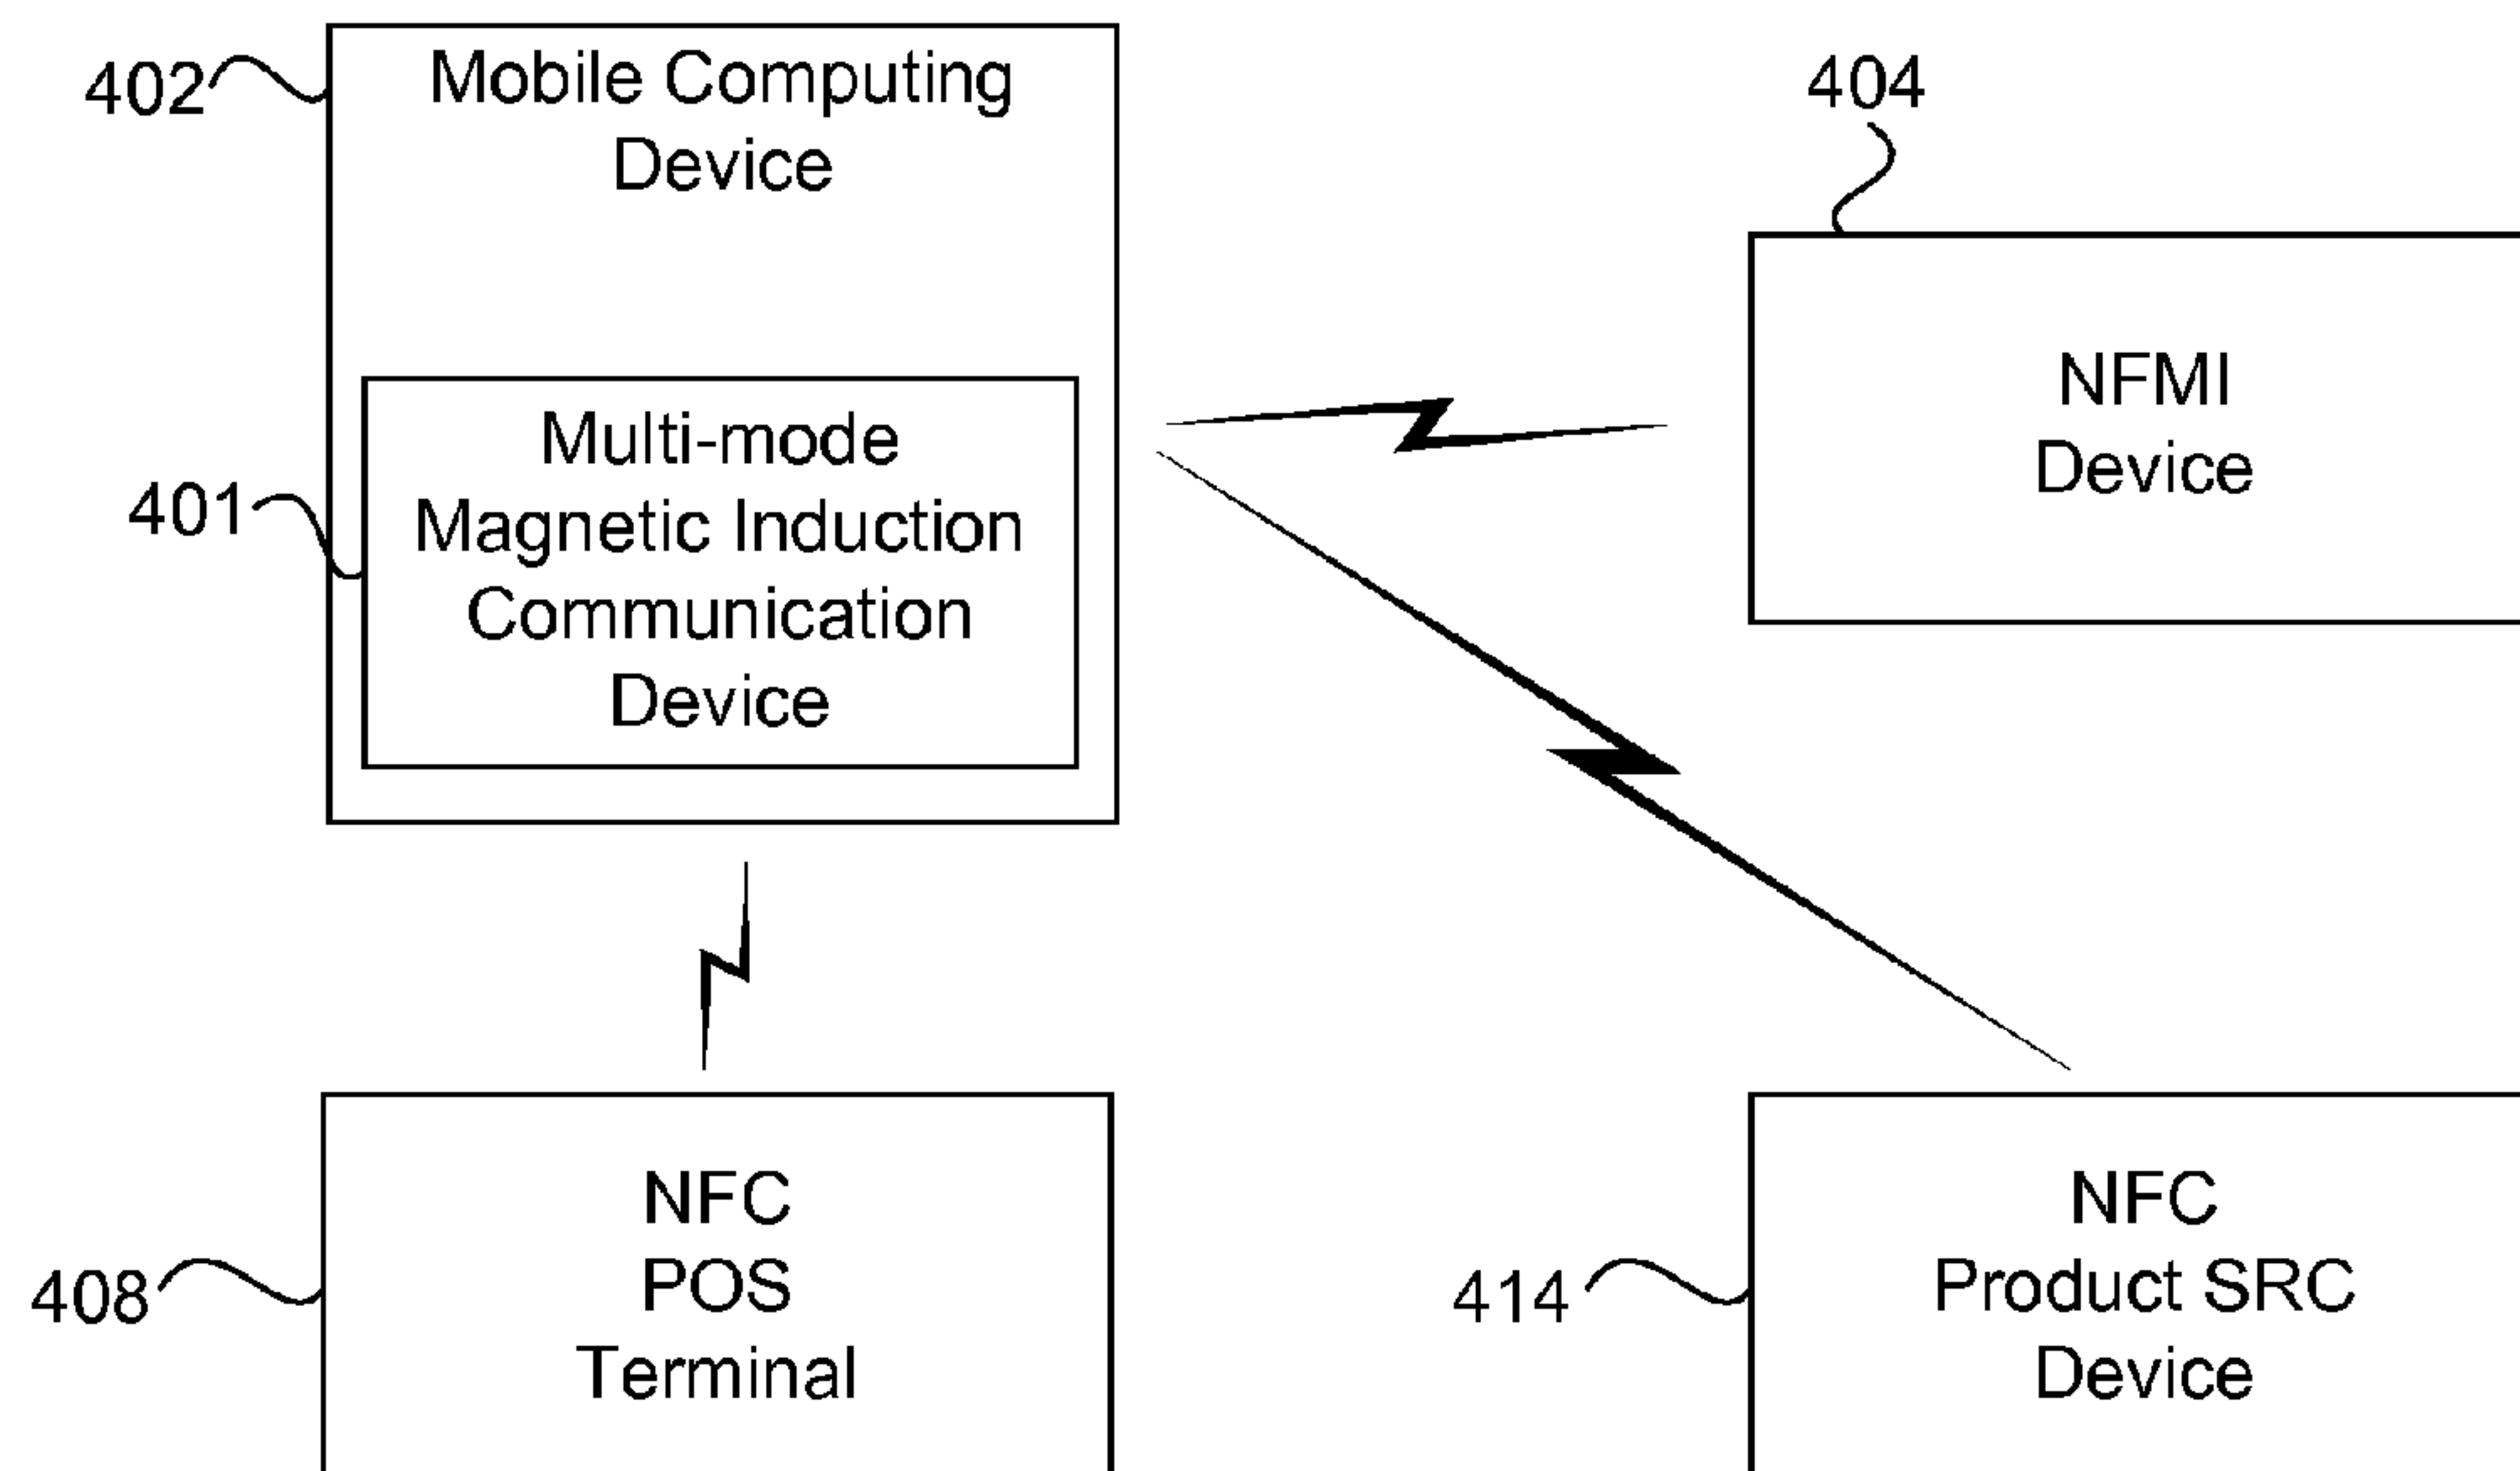 402
Mobile Computing
Device
404
401
Multi-mode
Magnetic Induction
Communication
Device
NFMI
Device
408
NFC
POS
Terminal
414
NFC
Product SRC
Device